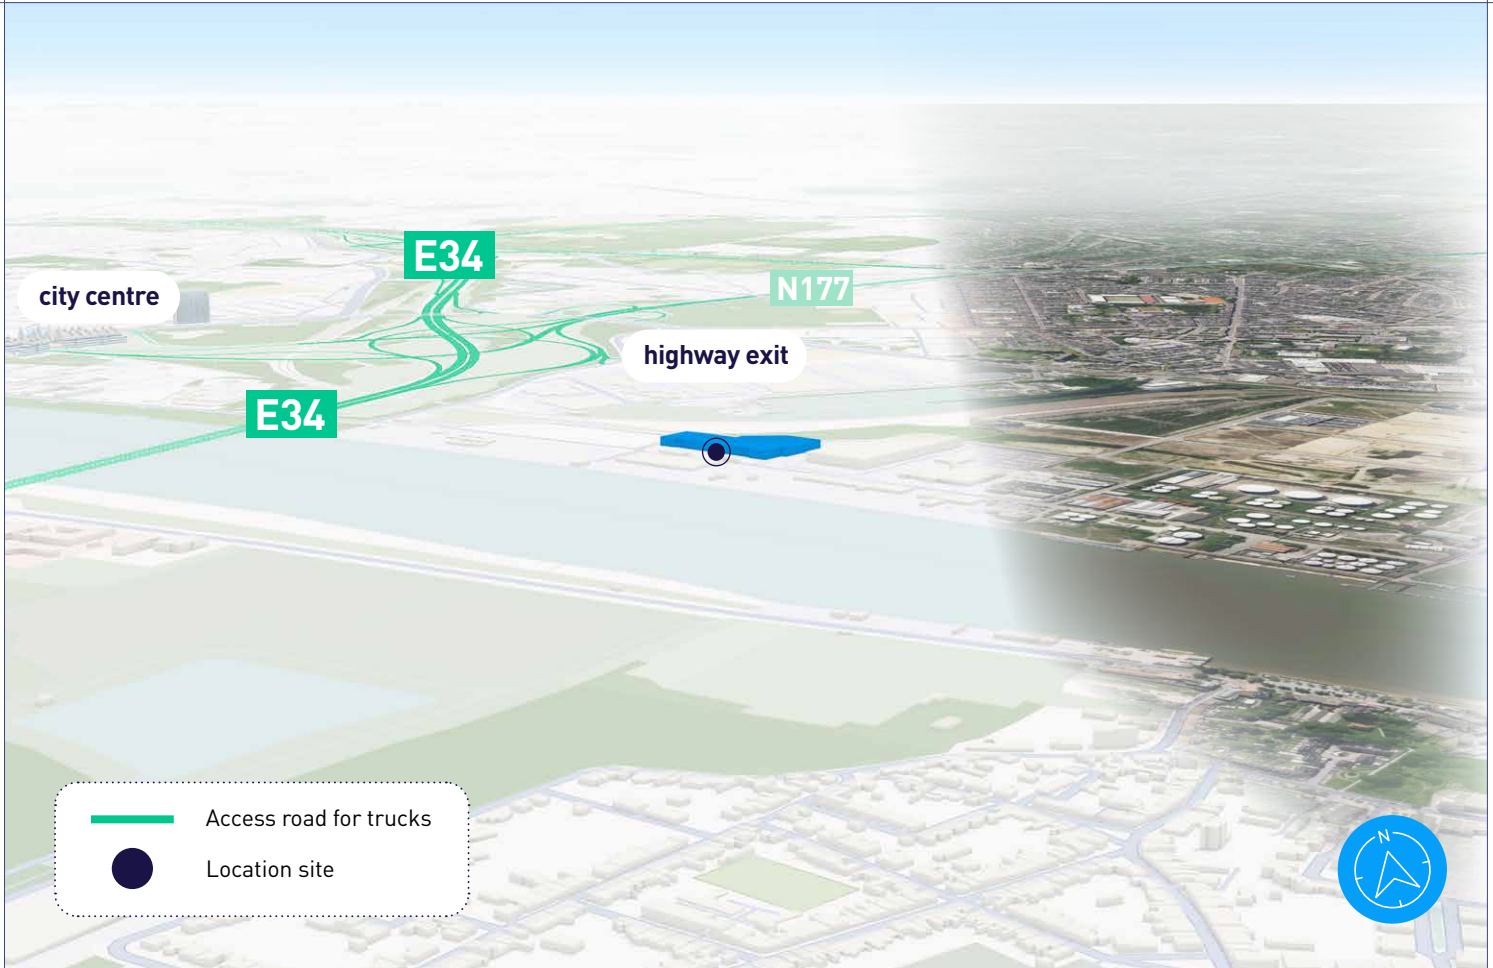 E34
city centre
N177
highway exit
E34
Access road for trucks
Location site
N